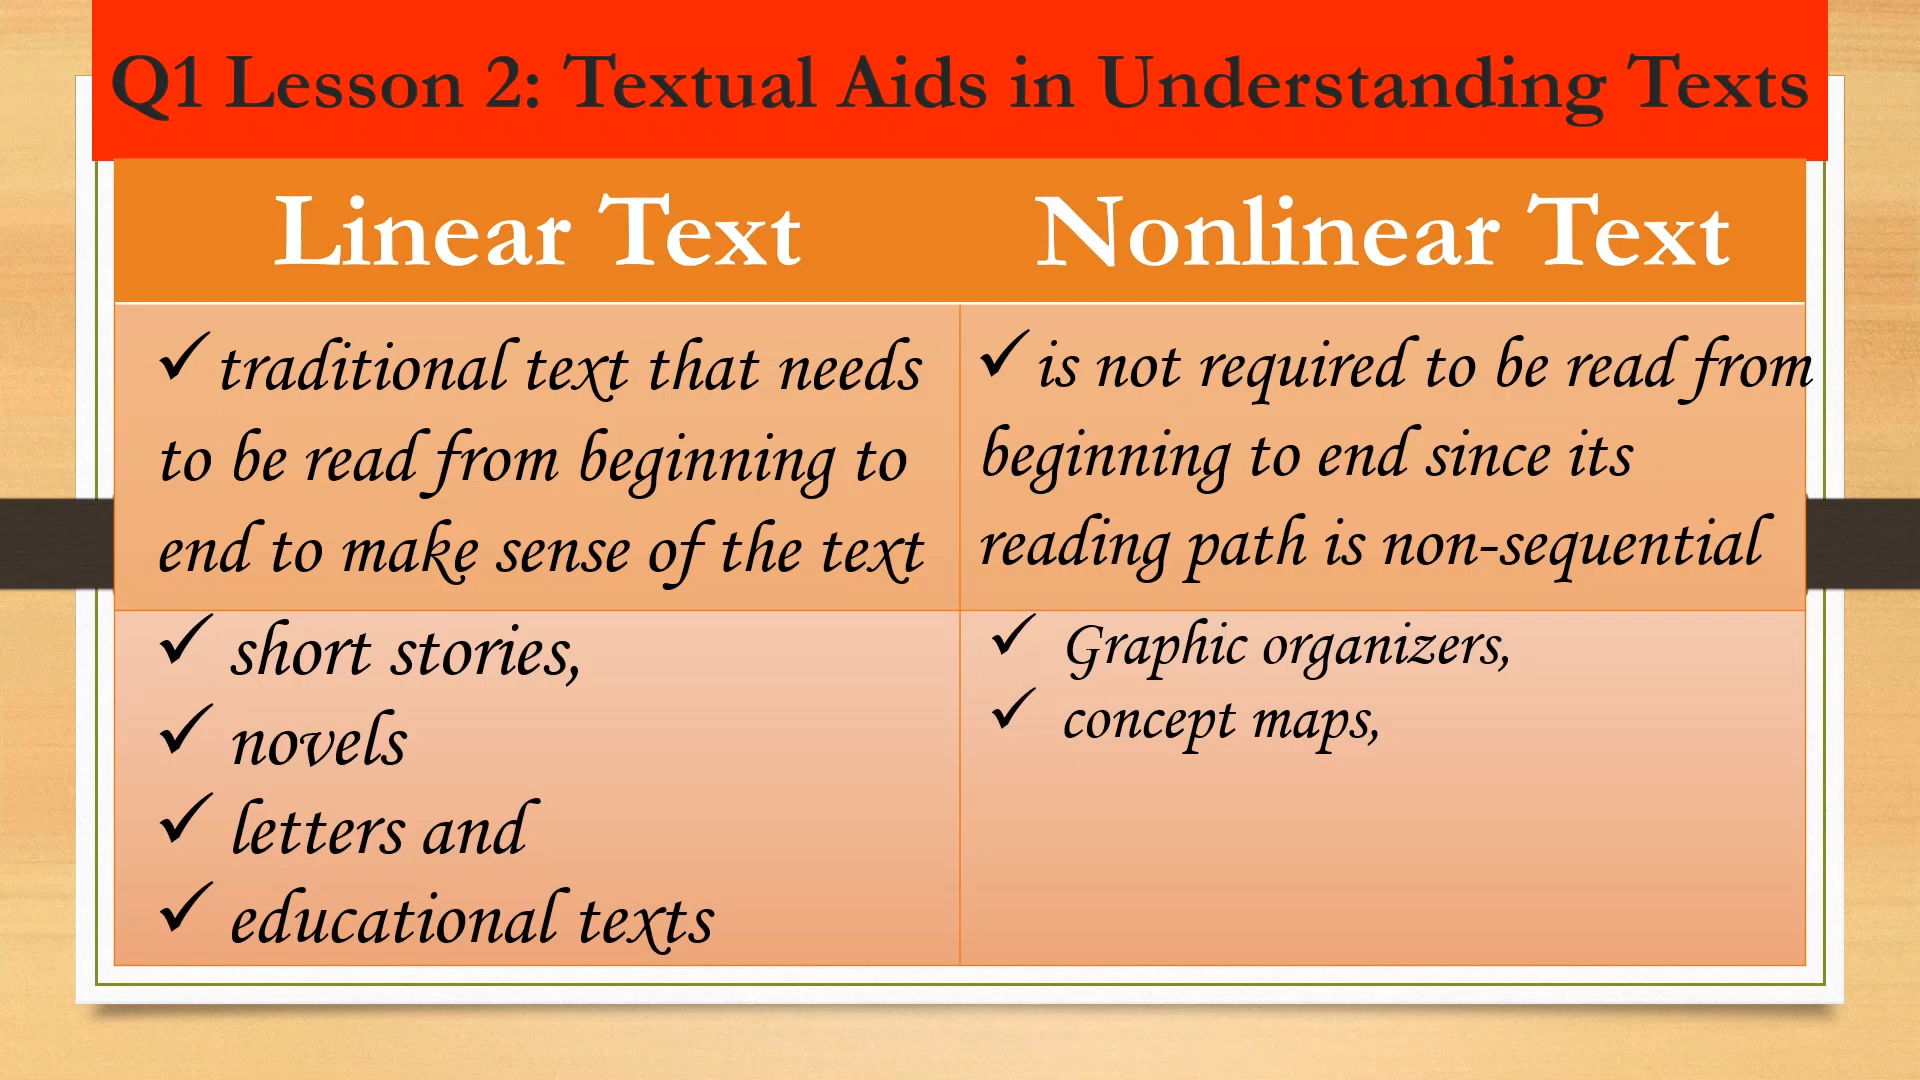 Q1 Lesson 2: Textual Aids in Understanding Texts
Linear Text
Nonlinear Text
✓ traditional text that needs
to be read from beginning to
end to make sense of the text
✓ is not required to be read from
beginning to end since its
reading path is non-sequential
✓ short stories,
✓ novels
✓ letters and
✓ educational texts
✓ Graphic organizers,
✓ concept maps,